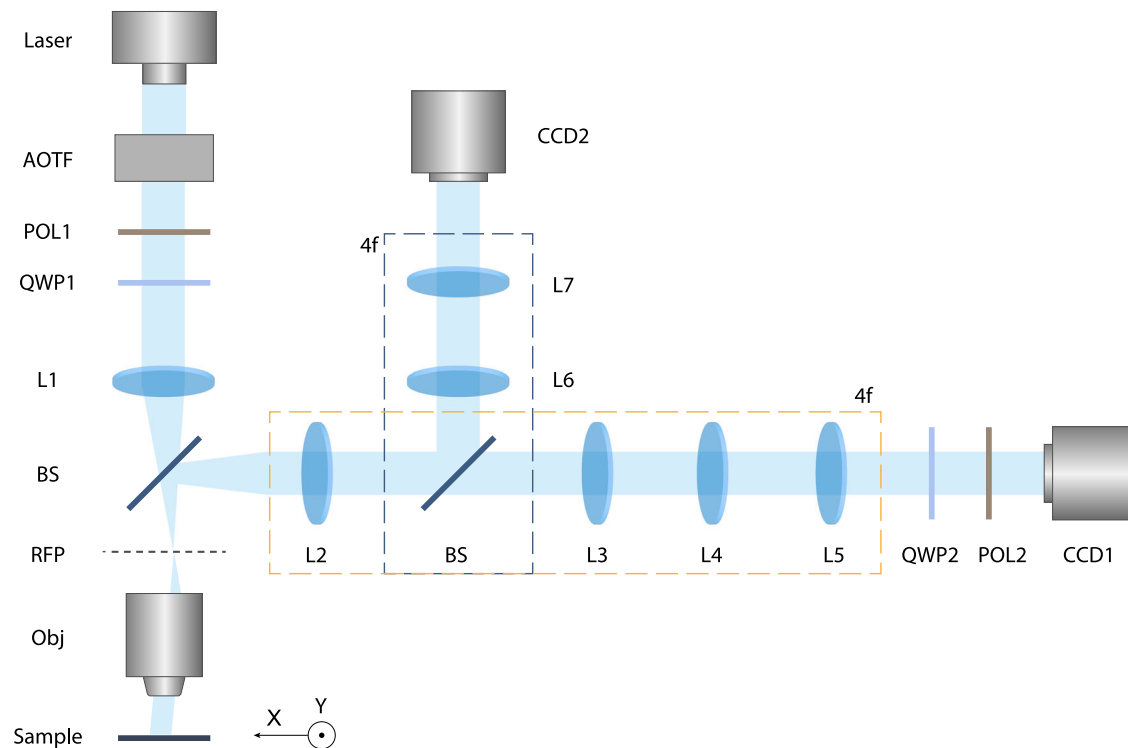 Laser
AOTF
CCD2
POL1
4f
QWP1
L7
L1
L6
4f
BS
RFP
L2
BS
L3
L4
L5
QWP2
POL2
CCD1
Obj
Sample
X
Y